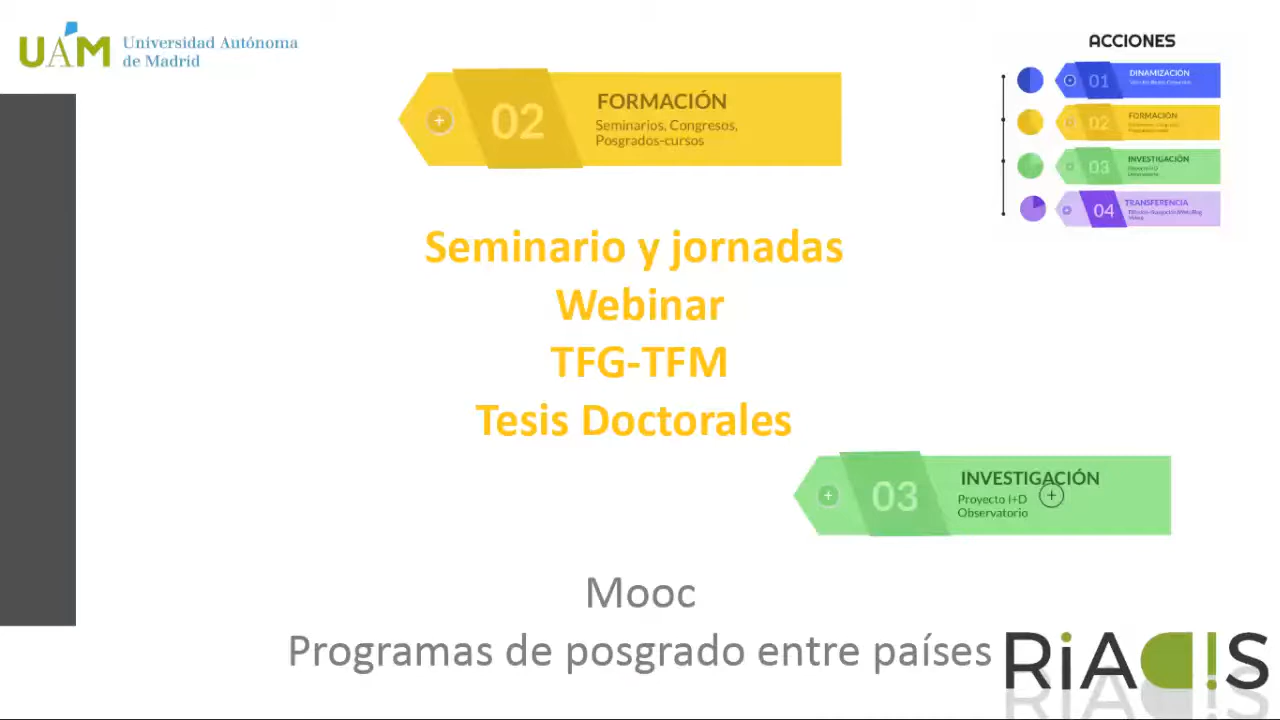 UAM Universidad Autónoma
de Madrid
ACCIONES
01 DINAMIZACIÓN
02 FORMACIÓN
03 INVESTIGACIÓN
04 TRANSFERENCIA
02 FORMACIÓN
Seminarios, Congresos,
Posgrados-cursos
Seminario y jornadas
Webinar
TFG-TFM
Tesis Doctorales
03 INVESTIGACIÓN
Proyecto I+D
Observatorio
Mooc
Programas de posgrado entre países
RiADIS